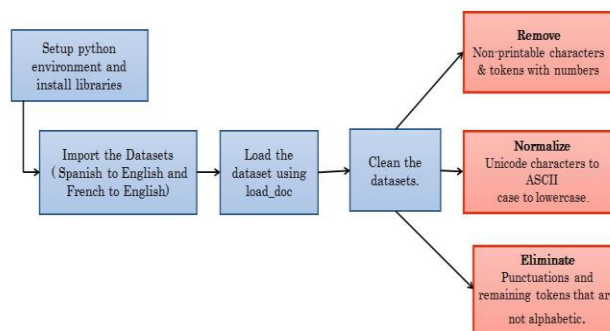 Setup python
environment and
install libraries
Import the Datasets
( Spanish to English and
French to English)
Load the
dataset using
load_doc
Clean the
datasets.
Remove
Non-printable characters
& tokens with numbers
Normalize
Unicode characters to
ASCII
case to lowercase.
Eliminate
Punctuations and
remaining tokens that are
not alphabetic.